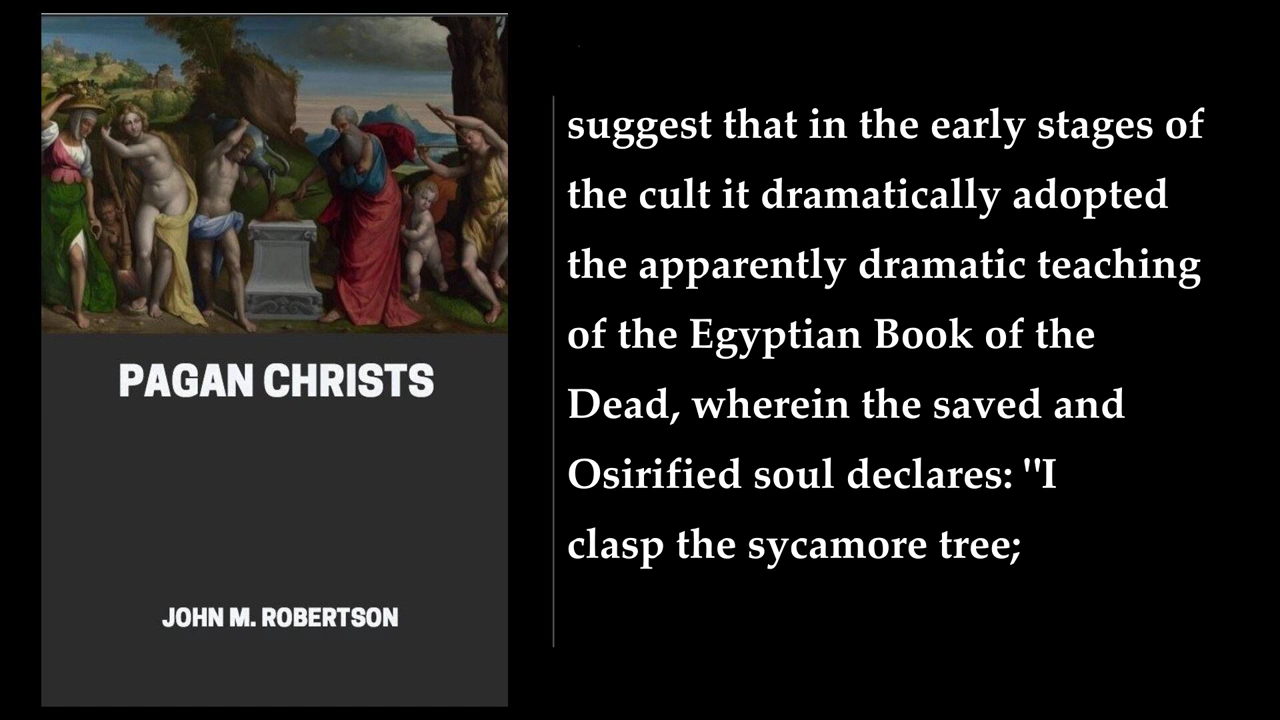 PAGAN CHRISTS
JOHN M. ROBERTSON
suggest that in the early stages of
the cult it dramatically adopted
the apparently dramatic teaching
of the Egyptian Book of the
Dead, wherein the saved and
Osirified soul declares: "I
clasp the sycamore tree;